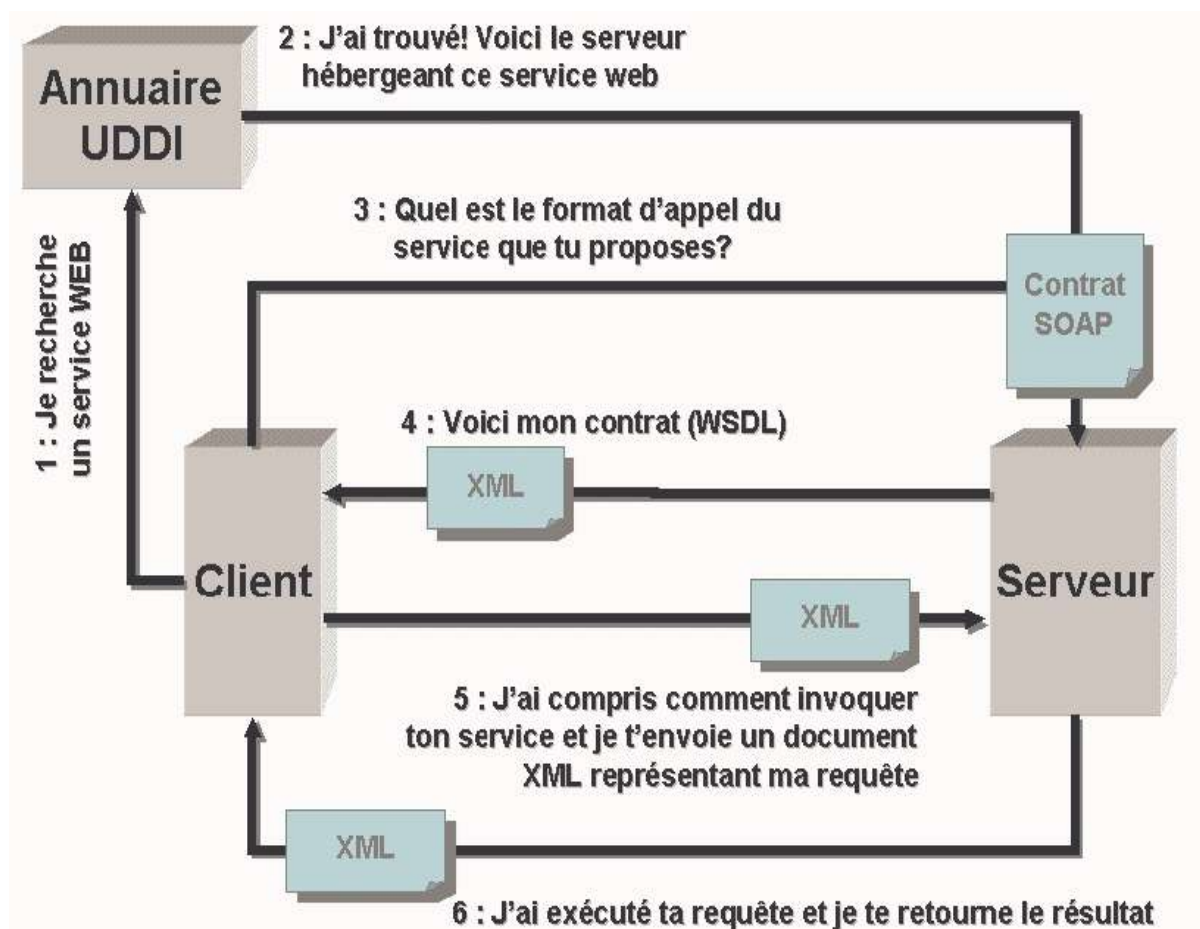 Annuaire
UDDI
2 : J'ai trouvé! Voici le serveur
hébergeant ce service web
1 : Je recherche
un service WEB
3 : Quel est le format d'appel du
service que tu proposes?
Contrat
SOAP
4 : Voici mon contrat (WSDL)
XML
Client
Serveur
XML
5 : J'ai compris comment invoquer
ton service et je t'envoie un document
XML représentant ma requête
XML
6 : J'ai exécuté ta requête et je te retourne le résultat